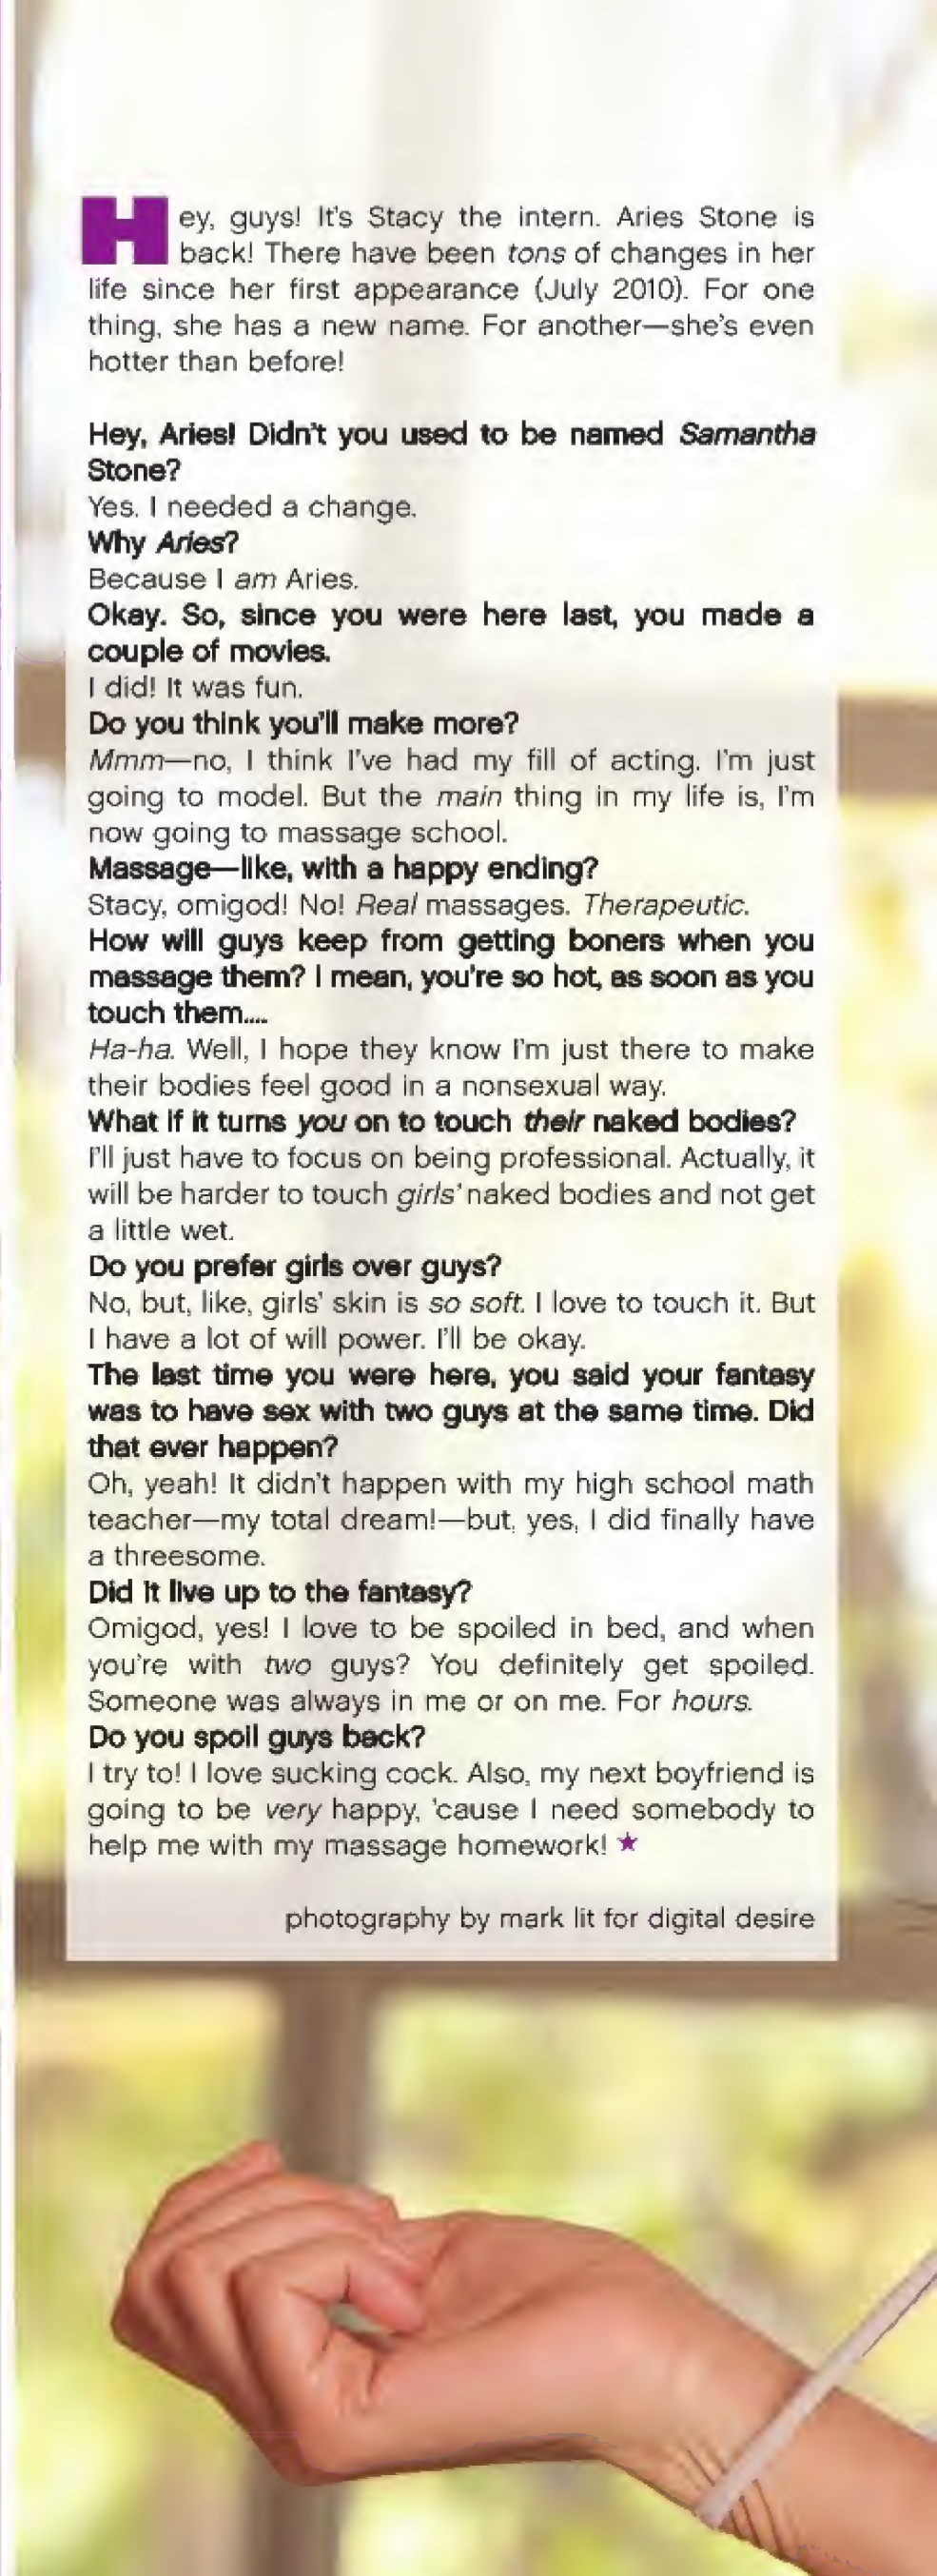 Hey, guys! It's Stacy the intern. Aries Stone is
back! There have been tons of changes in her
life since her first appearance (July 2010). For one
thing, she has a new name. For another—she's even
hotter than before!
Hey, Aries! Didn't you used to be named Samantha
Stone?
Yes. I needed a change.
Why Aries?
Because I am Aries.
Okay. So, since you were here last, you made a
couple of movies.
I did! It was fun.
Do you think you'll make more?
Mmm—no, I think I've had my fill of acting. I'm just
going to model. But the main thing in my life is, I'm
now going to massage school.
Massage—like, with a happy ending?
Stacy, omigod! No! Real massages. Therapeutic.
How will guys keep from getting boners when you
massage them? I mean, you're so hot, as soon as you
touch them....
Ha-ha. Well, I hope they know I'm just there to make
their bodies feel good in a nonsexual way.
What if it turns you on to touch their naked bodies?
I'll just have to focus on being professional. Actually, it
will be harder to touch girls' naked bodies and not get
a little wet.
Do you prefer girls over guys?
No, but, like, girls' skin is so soft. I love to touch it. But
I have a lot of will power. I'll be okay.
The last time you were here, you said your fantasy
was to have sex with two guys at the same time. Did
that ever happen?
Oh, yeah! It didn't happen with my high school math
teacher—my total dream!—but, yes, I did finally have
a threesome.
Did it live up to the fantasy?
Omigod, yes! I love to be spoiled in bed, and when
you're with two guys? You definitely get spoiled.
Someone was always in me or on me. For hours.
Do you spoil guys back?
I try to! I love sucking cock. Also, my next boyfriend is
going to be very happy, 'cause I need somebody to
help me with my massage homework! ★
photography by mark lit for digital desire